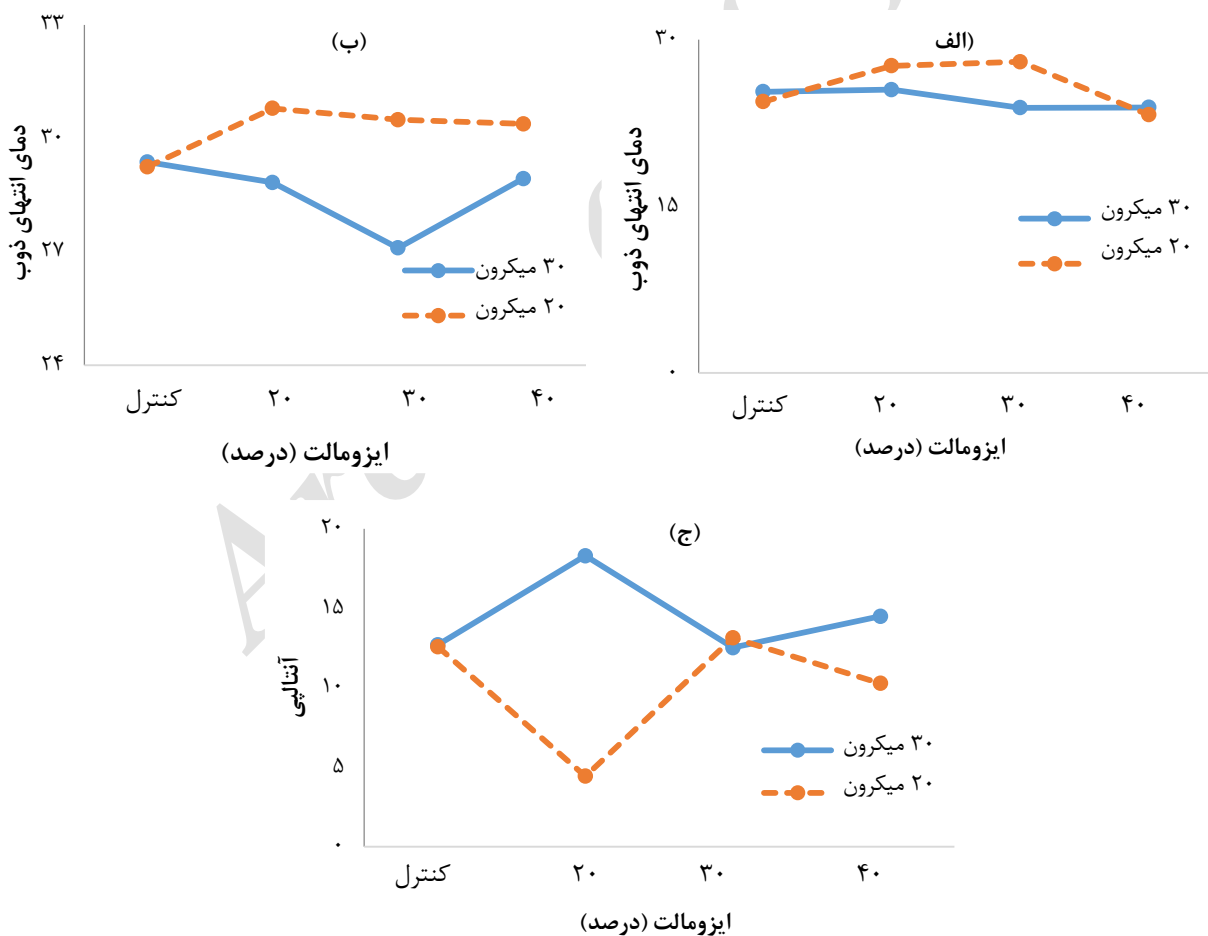 (الف
۳۰
۱۵
۰
دمای انتهای ذوب
۳۰ میکرون
۲۰ میکرون
کنترل ۲۰ ۳۰ ۴۰
ایزومالت (درصد)
(ب)
۳۳
۳۰
۲۷
۲۴
دمای انتهای ذوب
۳۰ میکرون
۲۰ میکرون
کنترل ۲۰ ۳۰ ۴۰
ایزومالت (درصد)
(ج)
۲۰
۱۵
۱۰
۵
۰
آنتالپی
۳۰ میکرون
۲۰ میکرون
کنترل ۲۰ ۳۰ ۴۰
ایزومالت (درصد)